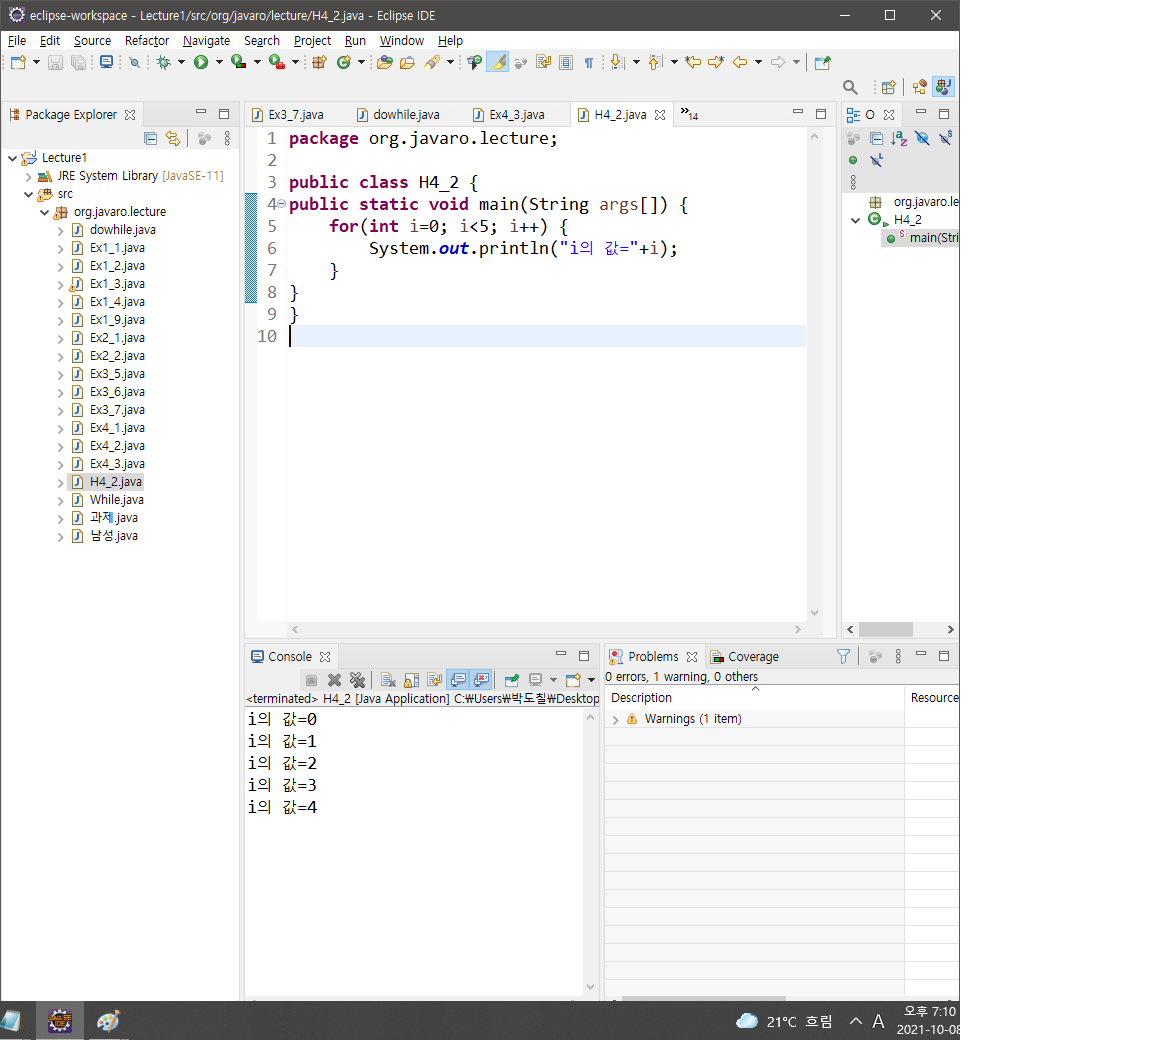 eclipse-workspace - Lecture1/src/org/javaro/lecture/H4_2.java - Eclipse IDE
File Edit Source Refactor Navigate Search Project Run Window Help
Package Explorer
Lecture1
JRE System Library [JavaSE-11]
src
org.javaro.lecture
dowhile.java
Ex1_1.java
Ex1_2.java
Ex1_3.java
Ex1_4.java
Ex1_9.java
Ex2_1.java
Ex2_2.java
Ex3_5.java
Ex3_6.java
Ex3_7.java
Ex4_1.java
Ex4_2.java
Ex4_3.java
H4_2.java
While.java
과제.java
남성.java
Ex3_7.java dowhile.java Ex4_3.java H4_2.java »14
1 package org.javaro.lecture;
2
3 public class H4_2 {
4 public static void main(String args[]) {
5 for(int i=0; i<5; i++) {
6 System.out.println("i의 값="+i);
7 }
8 }
9 }
10
O
org.javaro.le
H4_2
main(Stri
Console
<terminated> H4_2 [Java Application] C:₩Users₩박도칠₩Desktop
i의 값=0
i의 값=1
i의 값=2
i의 값=3
i의 값=4
Problems Coverage
0 errors, 1 warning, 0 others
Description Resource
Warnings (1 item)
21°C 흐림 A
오후 7:10
2021-10-08